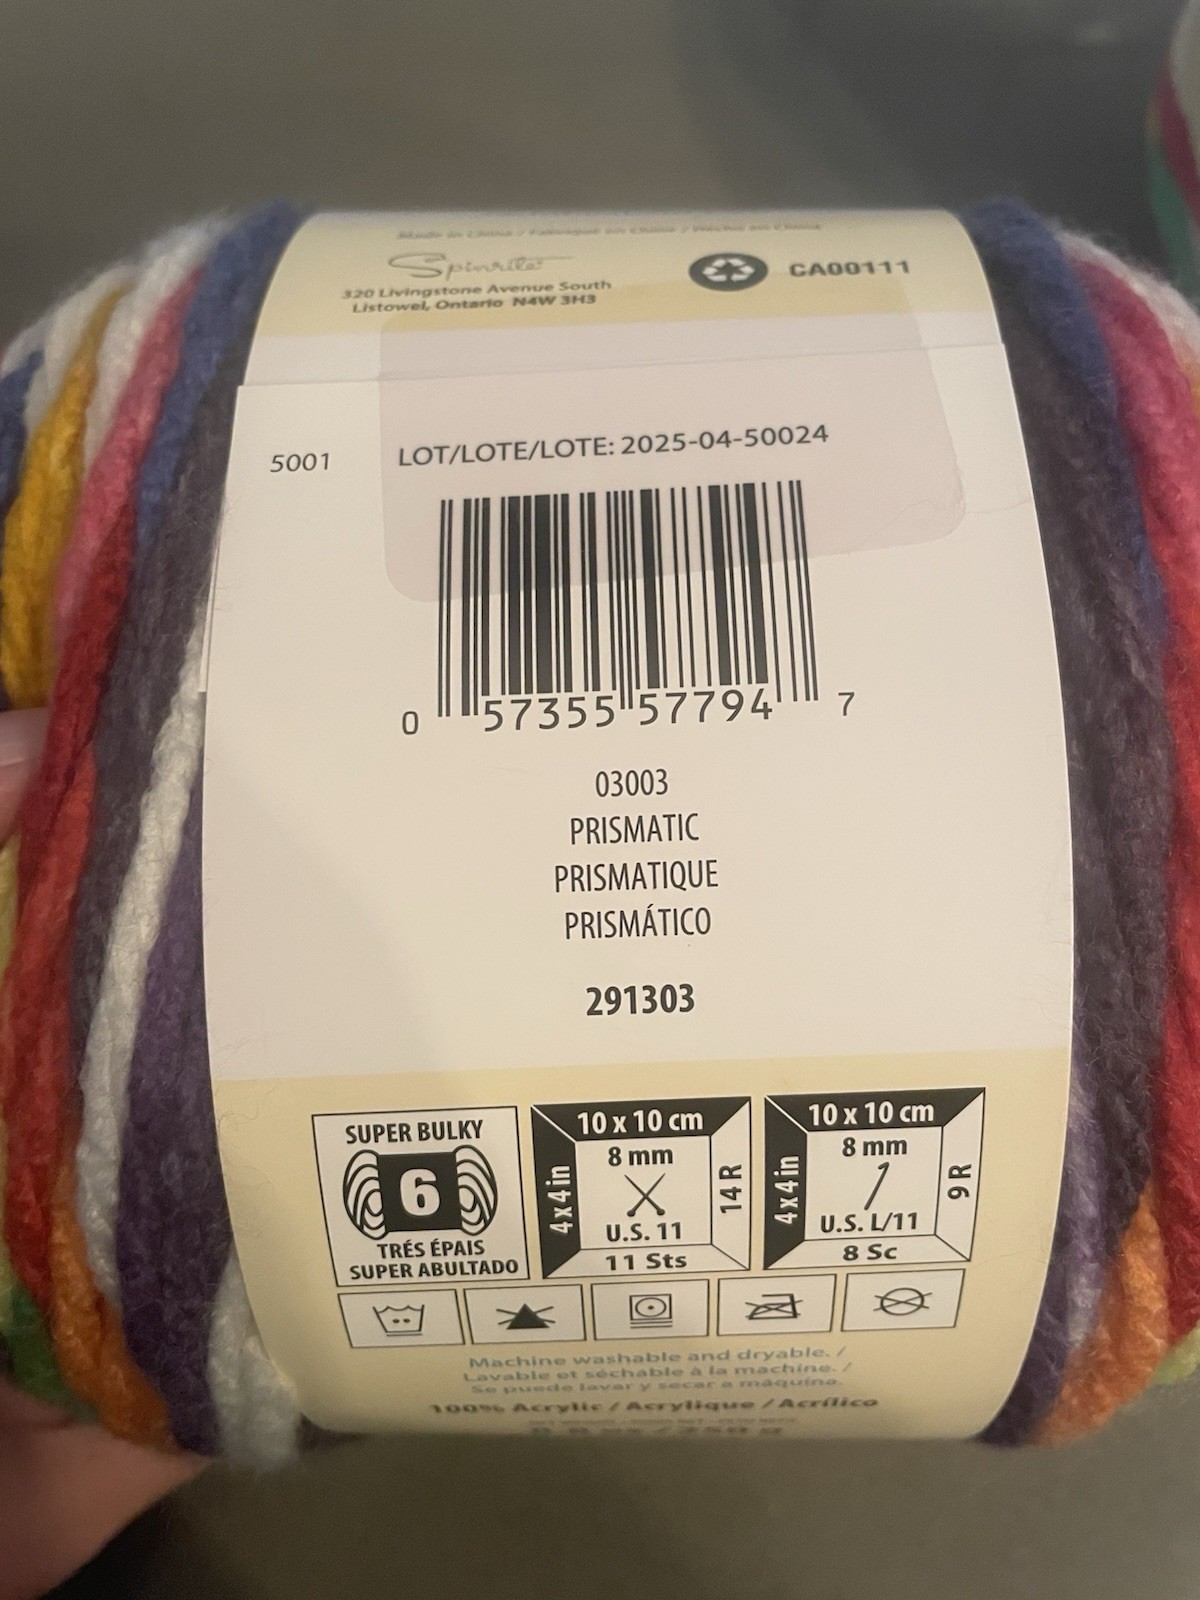 Made in China / Fabriqué en Chine / Hecho en China
Spinrite
320 Livingstone Avenue South
Listowel, Ontario N4W 3H3
CA00111
5001
LOT/LOTE/LOTE: 2025-04-50024
0 57355 57794 7
03003
PRISMATIC
PRISMATIQUE
PRISMÁTICO
291303
SUPER BULKY
6
TRÉS ÉPAIS
SUPER ABULTADO
10 x 10 cm
4 x 4 in
8 mm
U.S. 11
14 R
11 Sts
10 x 10 cm
4 x 4 in
8 mm
U.S. L/11
9 R
8 Sc
Machine washable and dryable. /
Lavable et séchable à la machine. /
Se puede lavar y secar a máquina.
100% Acrylic / Acrylique / Acrílico